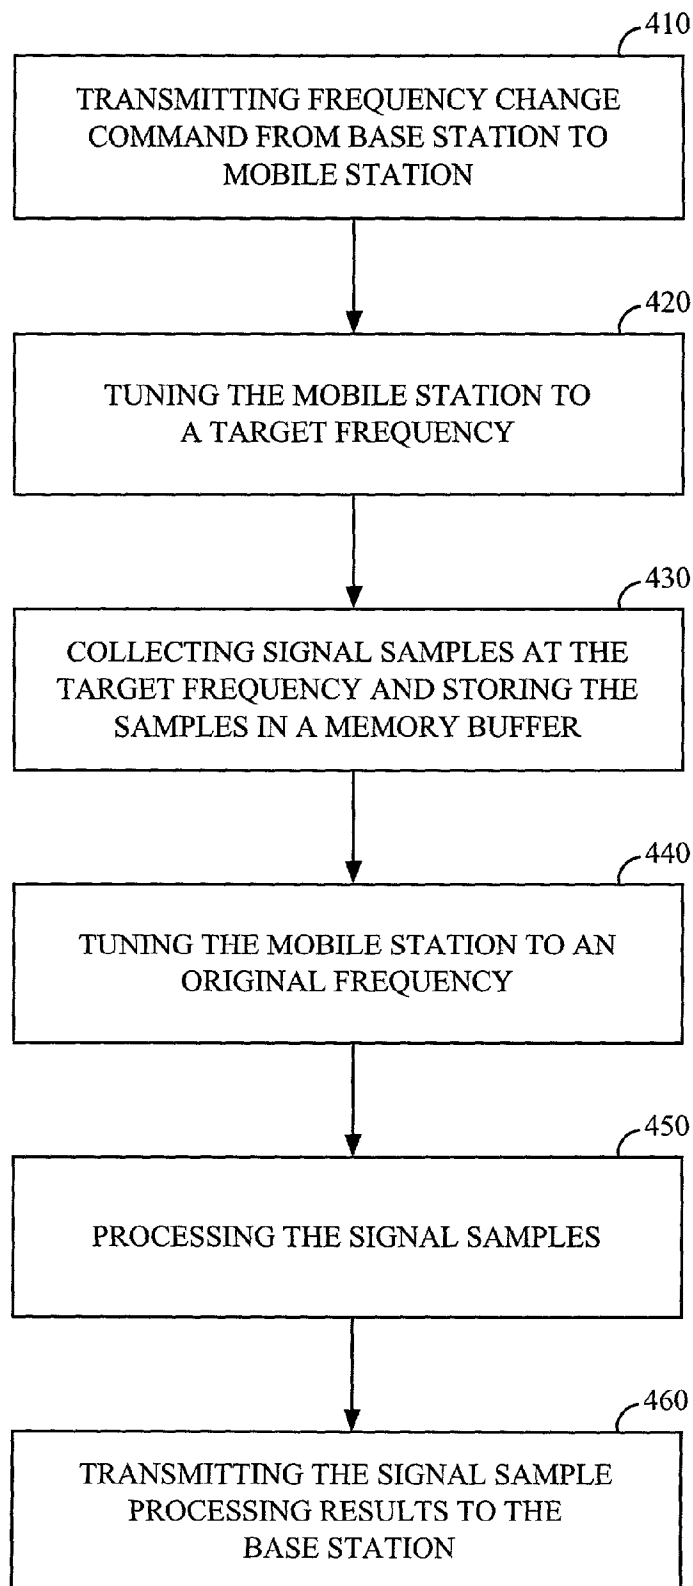 410
TRANSMITTING FREQUENCY CHANGE
COMMAND FROM BASE STATION TO
MOBILE STATION
420
TUNING THE MOBILE STATION TO
A TARGET FREQUENCY
430
COLLECTING SIGNAL SAMPLES AT THE
TARGET FREQUENCY AND STORING THE
SAMPLES IN A MEMORY BUFFER
440
TUNING THE MOBILE STATION TO AN
ORIGINAL FREQUENCY
450
PROCESSING THE SIGNAL SAMPLES
460
TRANSMITTING THE SIGNAL SAMPLE
PROCESSING RESULTS TO THE
BASE STATION